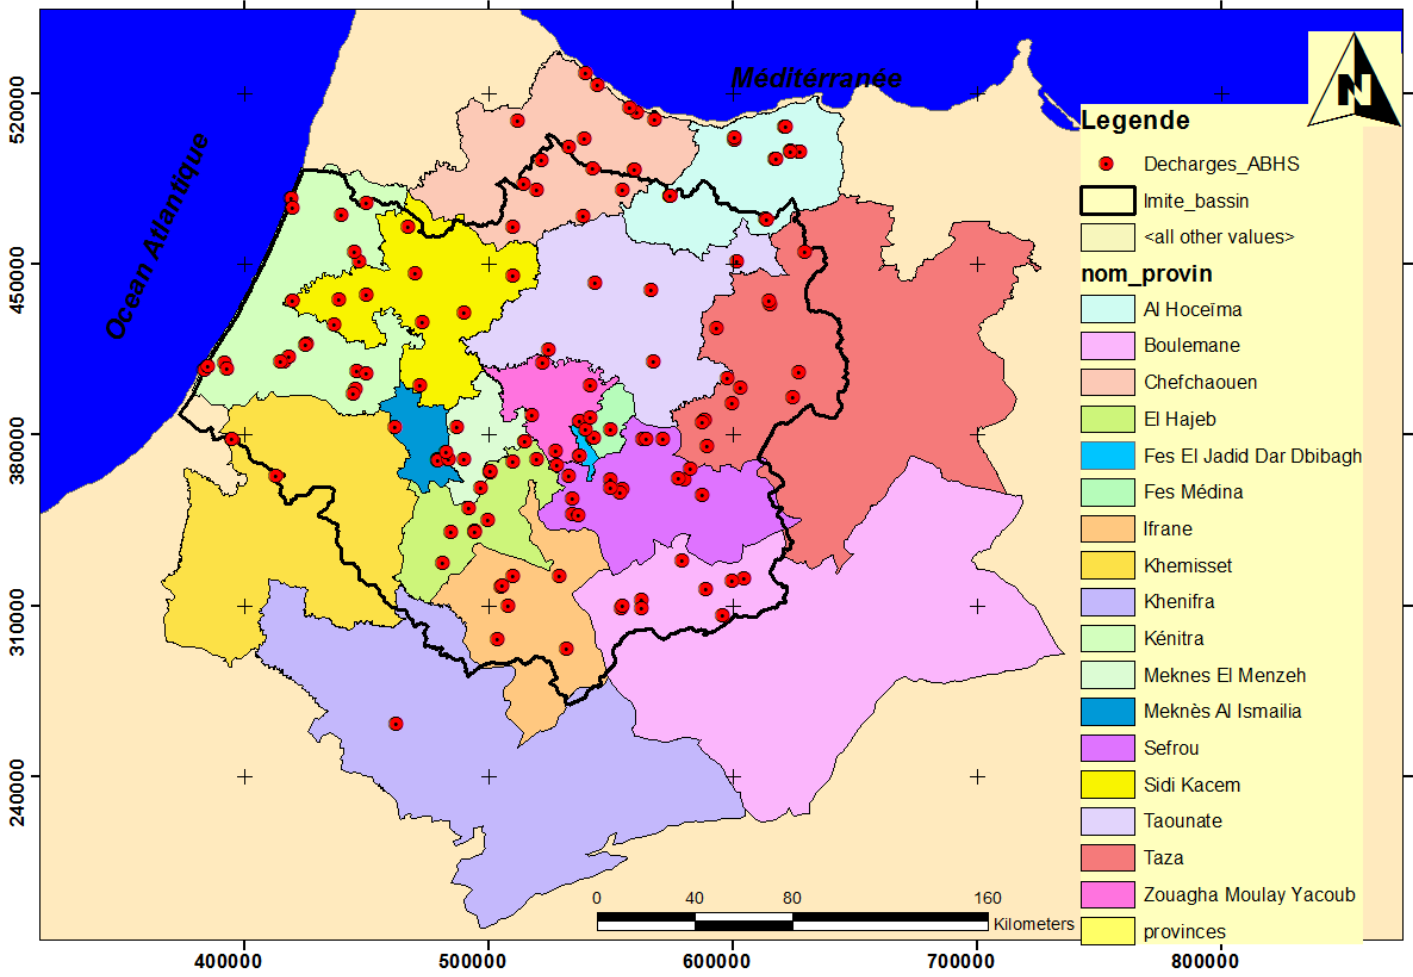 Méditérranée
Ocean Atlantique
N
Legende
Decharges_ABHS
lmite_bassin
<all other values>
nom_provin
Al Hoceïma
Boulemane
Chefchaouen
El Hajeb
Fes El Jadid Dar Dbibagh
Fes Médina
Ifrane
Khemisset
Khenifra
Kénitra
Meknes El Menzeh
Meknès Al Ismailia
Sefrou
Sidi Kacem
Taounate
Taza
Zouagha Moulay Yacoub
provinces
520000
450000
380000
310000
240000
0 40 80 160
Kilometers
400000 500000 600000 700000 800000